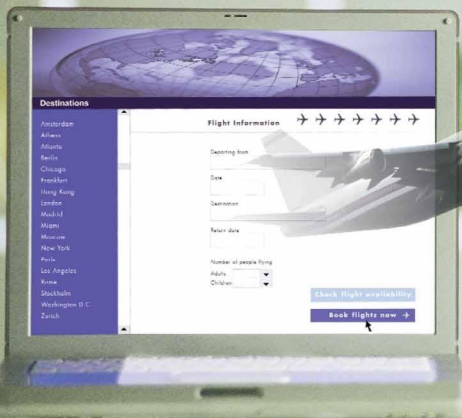 Destinations
Amsterdam
Athens
Atlanta
Berlin
Chicago
Frankfurt
Hong Kong
London
Madrid
Miami
Moscow
New York
Paris
Los Angeles
Rome
Stockholm
Washington D.C.
Zurich
Flight Information
Departing from
Date
Destination
Return date
Number of people flying
Adults
Children
Check flight availability
Book flights now